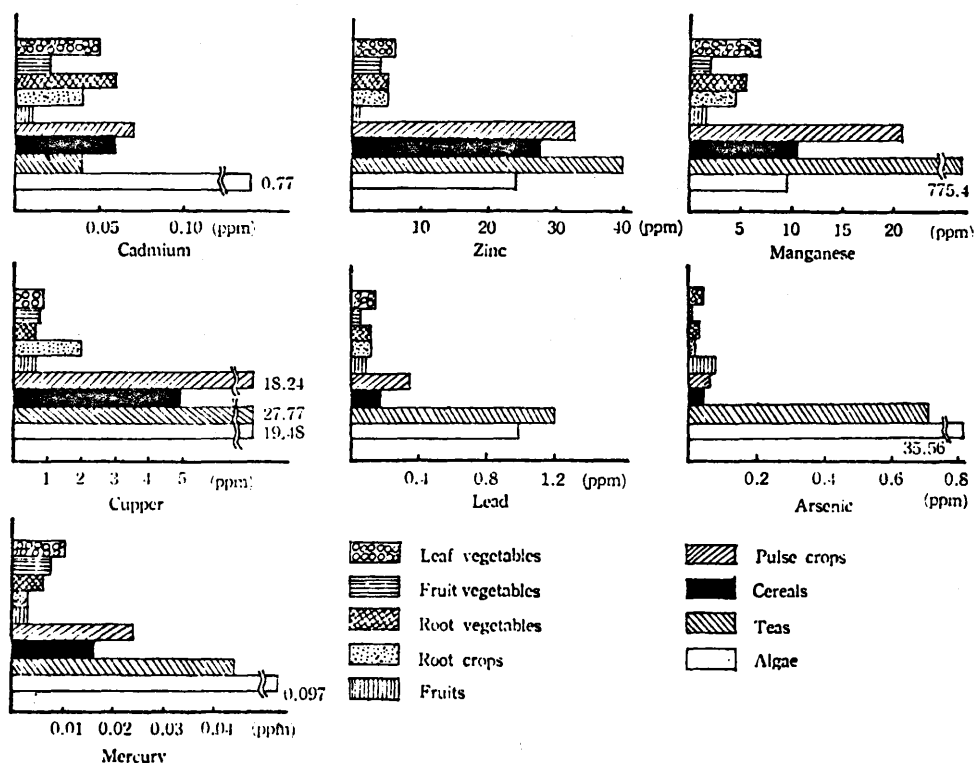 0.77
0.05 0.10 (ppm)
Cadmium
10 20 30 40 (ppm)
Zinc
775.4
5 10 15 20 (ppm)
Manganese
18.24
27.77
19.48
1 2 3 4 5 (ppm)
Cupper
0.4 0.8 1.2 (ppm)
Lead
35.56
0.2 0.4 0.6 0.8
(ppm)
Arsenic
0.097
0.01 0.02 0.03 0.04 (ppm)
Mercury
Leaf vegetables
Fruit vegetables
Root vegetables
Root crops
Fruits
Pulse crops
Cereals
Teas
Algae